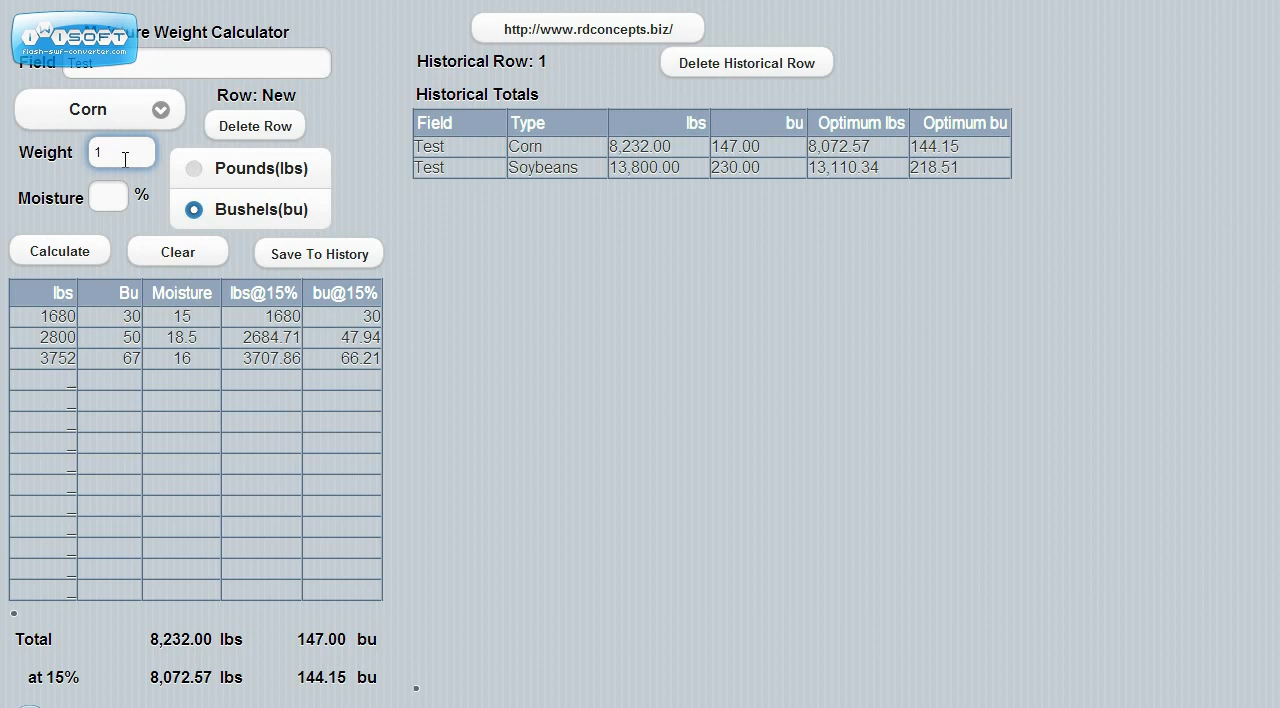 iWiSOFT
flash-swf-converter.com
Moisture Weight Calculator
Field Test
Corn
Row: New
Delete Row
Weight 1
Pounds(lbs)
Moisture %
Bushels(bu)
Calculate Clear Save To History
lbs Bu Moisture lbs@15% bu@15%
1680 30 15 1680 30
2800 50 18.5 2684.71 47.94
3752 67 16 3707.86 66.21
_
_
_
_
_
_
_
_
_
_
_
Total 8,232.00 lbs 147.00 bu
at 15% 8,072.57 lbs 144.15 bu
http://www.rdconcepts.biz/
Historical Row: 1
Delete Historical Row
Historical Totals
Field Type lbs bu Optimum lbs Optimum bu
Test Corn 8,232.00 147.00 8,072.57 144.15
Test Soybeans 13,800.00 230.00 13,110.34 218.51